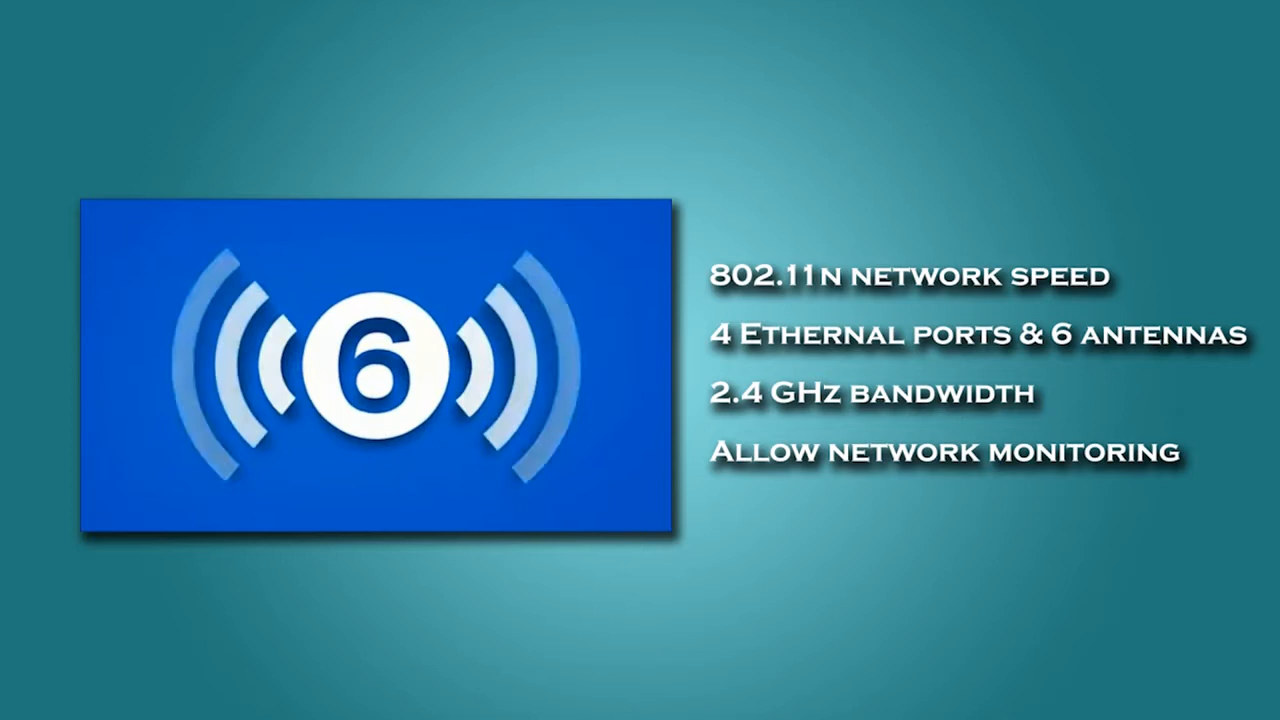 6
802.11n network speed
4 Ethernal ports & 6 antennas
2.4 GHz bandwidth
Allow network monitoring